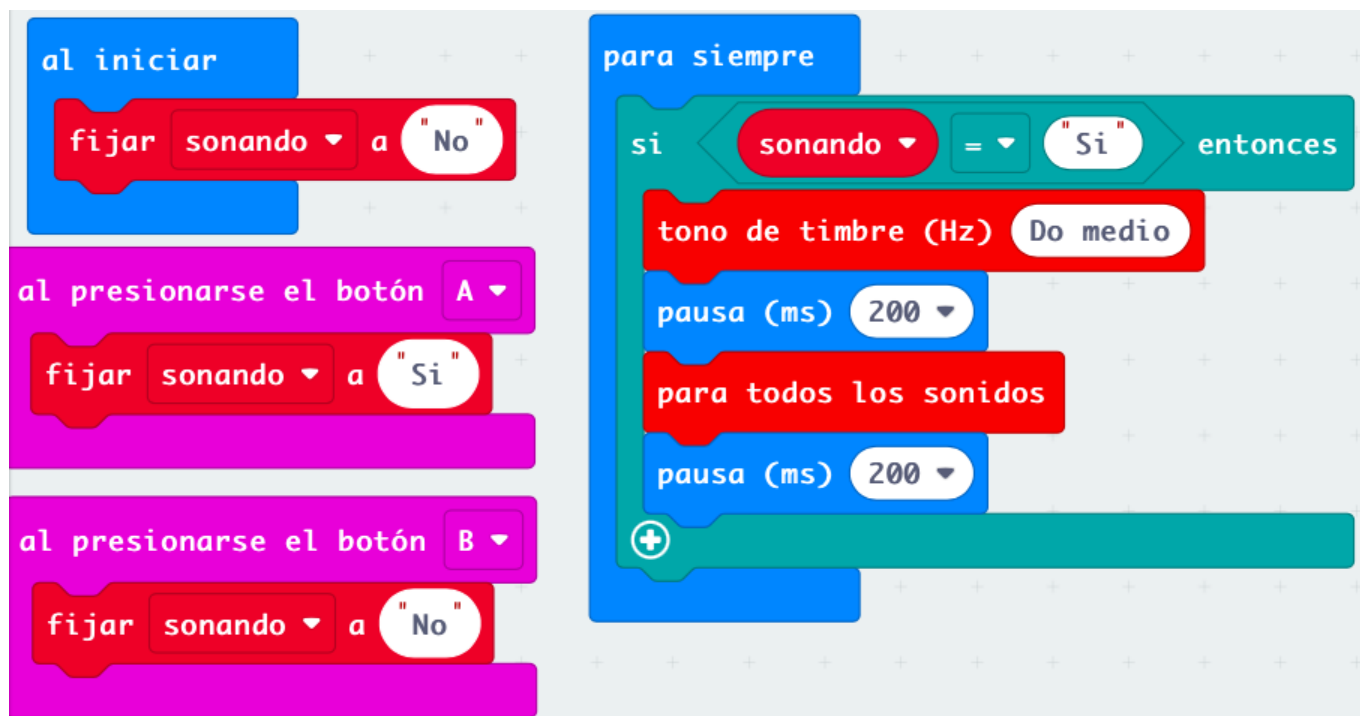 al iniciar
fijar sonando a "No"
al presionarse el botón A
fijar sonando a "Si"
al presionarse el botón B
fijar sonando a "No"
para siempre
si sonando = "Si" entonces
tono de timbre (Hz) Do medio
pausa (ms) 200
para todos los sonidos
pausa (ms) 200